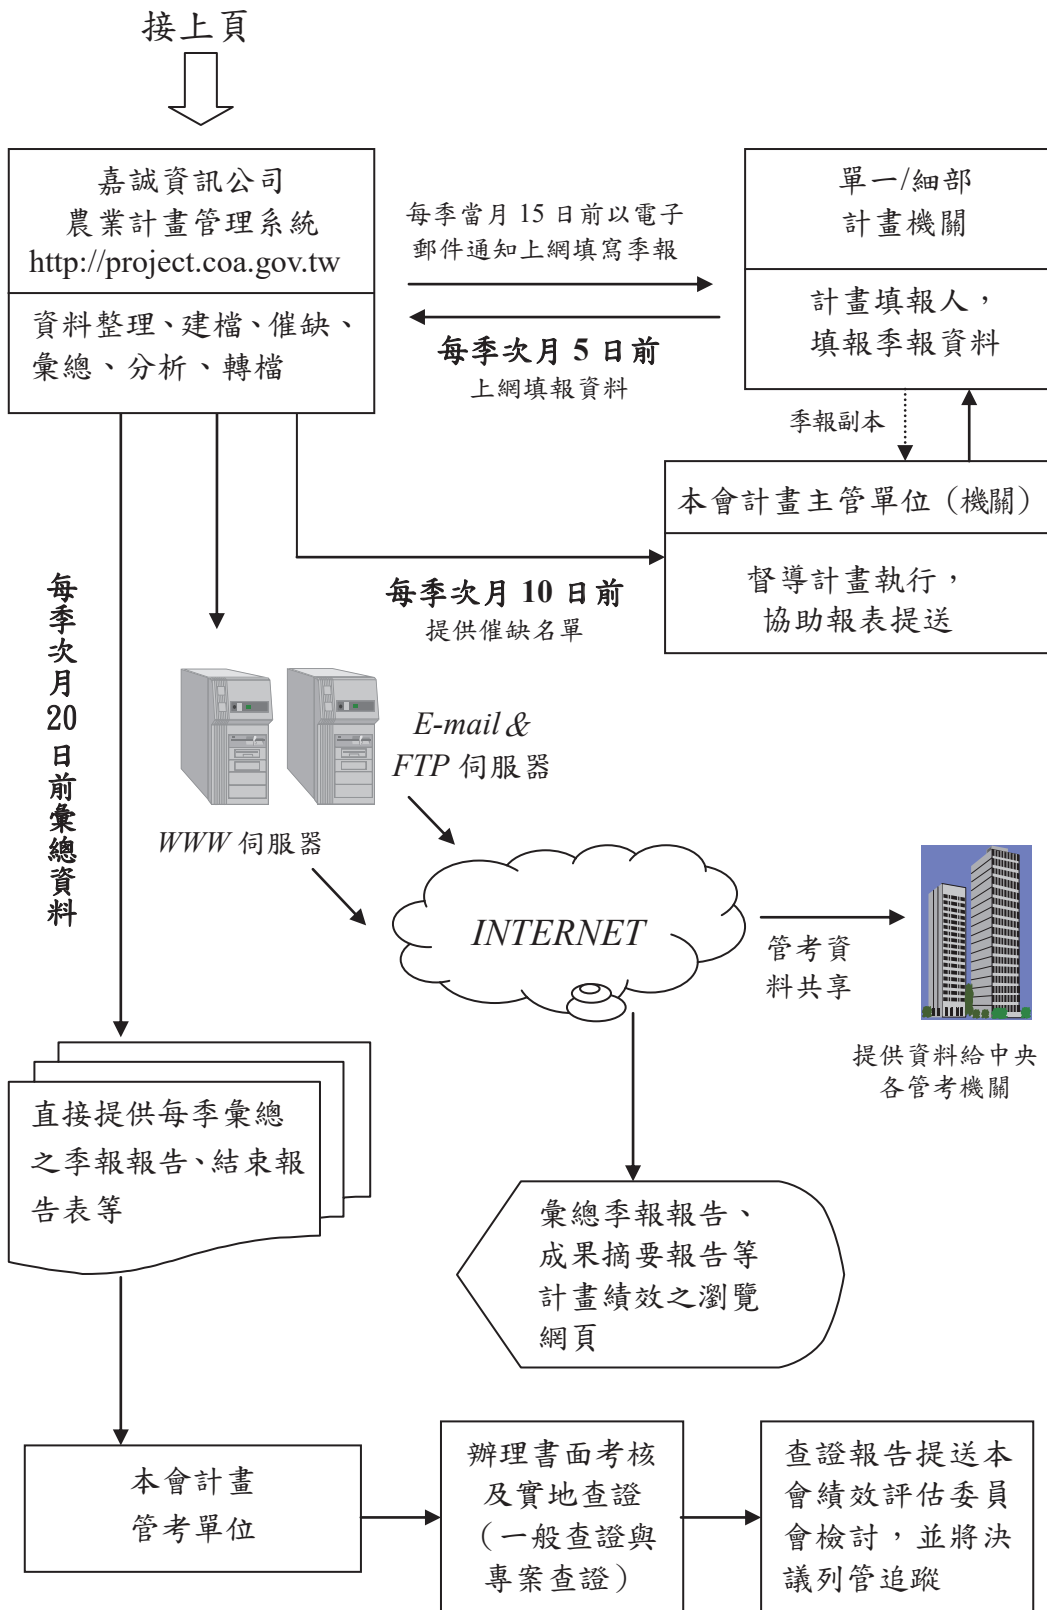 接上頁
嘉誠資訊公司
農業計畫管理系統
http://project.coa.gov.tw
資料整理、建檔、催缺、
彙總、分析、轉檔
每季當月 15 日前以電子
郵件通知上網填寫季報
每季次月 5 日前
上網填報資料
單一/細部
計畫機關
計畫填報人，
填報季報資料
季報副本
本會計畫主管單位（機關）
督導計畫執行，
協助報表提送
每季次月 10 日前
提供催缺名單
每季次月20日前彙總資料
E-mail &
FTP 伺服器
WWW 伺服器
INTERNET
管考資
料共享
提供資料給中央
各管考機關
直接提供每季彙總
之季報報告、結束報
告表等
彙總季報報告、
成果摘要報告等
計畫績效之瀏覽
網頁
本會計畫
管考單位
辦理書面考核
及實地查證
（一般查證與
專案查證）
查證報告提送本
會績效評估委員
會檢討，並將決
議列管追蹤